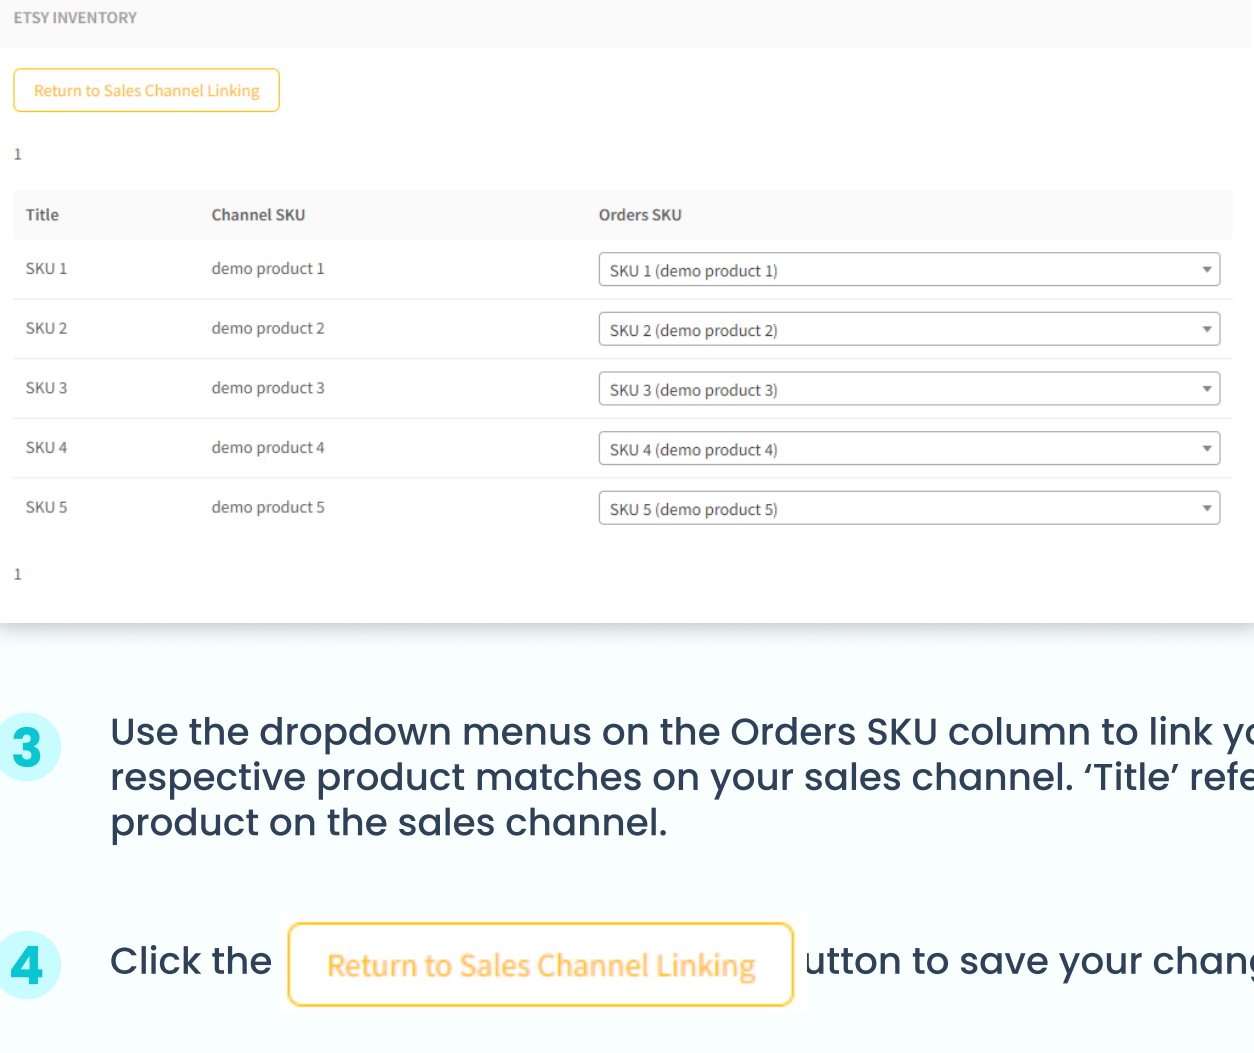 ETSY INVENTORY
Return to Sales Channel Linking
1
Title Channel SKU Orders SKU
SKU 1 demo product 1 SKU 1 (demo product 1)
SKU 2 demo product 2 SKU 2 (demo product 2)
SKU 3 demo product 3 SKU 3 (demo product 3)
SKU 4 demo product 4 SKU 4 (demo product 4)
SKU 5 demo product 5 SKU 5 (demo product 5)
1
3 Use the dropdown menus on the Orders SKU column to link
respective product matches on your sales channel. ‘Title’
product on the sales channel.
4 Click the Return to Sales Channel Linking utton to save your